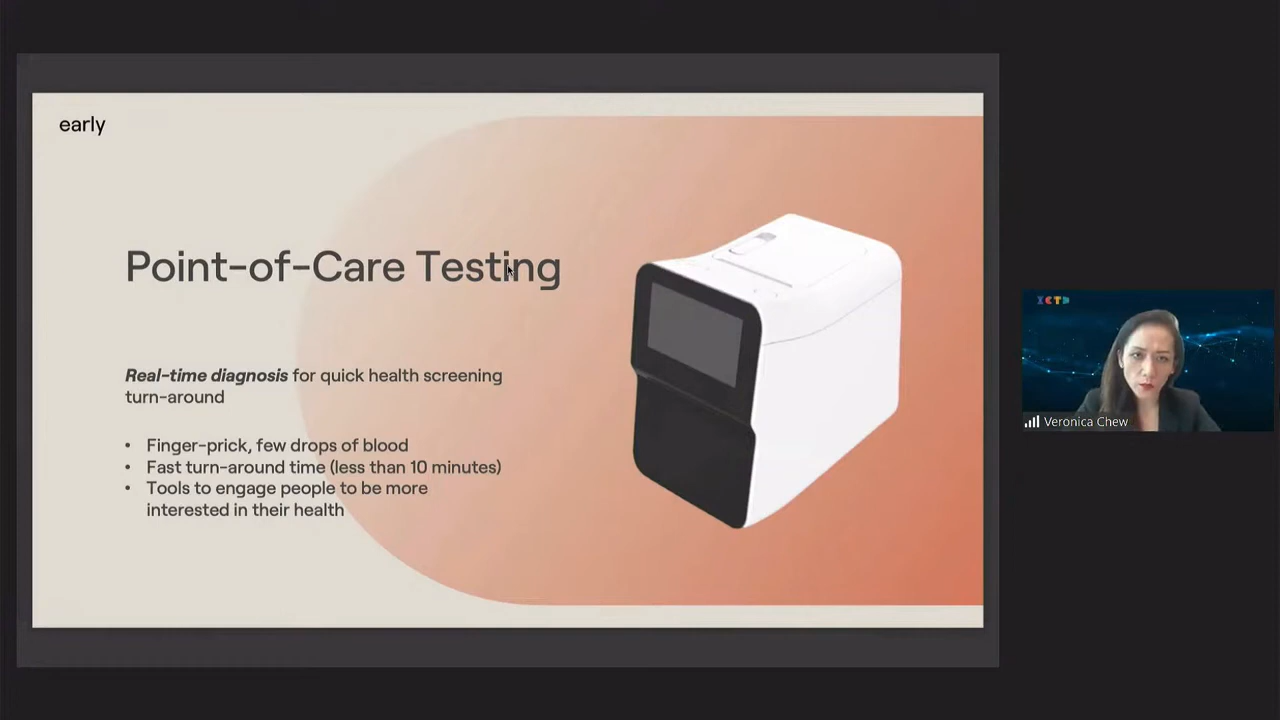 early
Point-of-Care Testing
Real-time diagnosis for quick health screening
turn-around
• Finger-prick, few drops of blood
• Fast turn-around time (less than 10 minutes)
• Tools to engage people to be more
interested in their health
ICTD
Veronica Chew